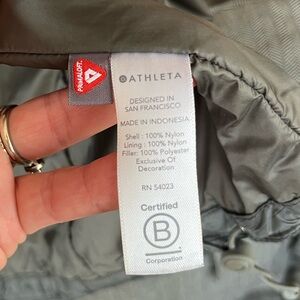 PRIMALOFT
ATHLETA
DESIGNED IN
SAN FRANCISCO
MADE IN INDONESIA
Shell : 100% Nylon
Lining : 100% Nylon
Filler: 100% Polyester
Exclusive Of
Decoration
RN 54023
Certified
B
Corporation